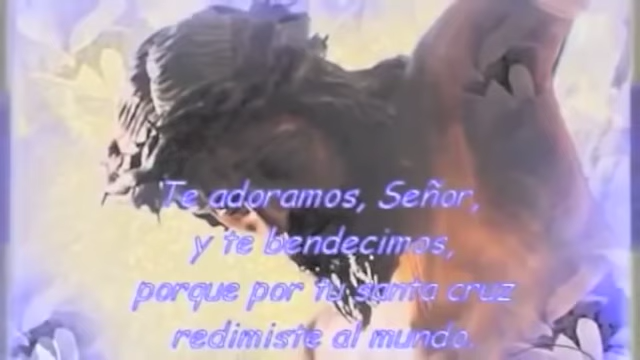 Te adoramos, Señor,
y te bendecimos,
porque por tu santa cruz
redimiste al mundo.